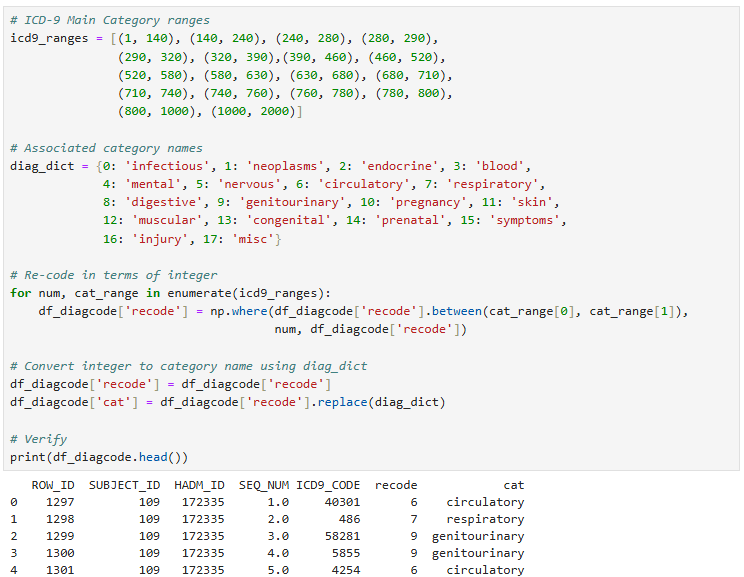 # ICD-9 Main Category ranges
icd9_ranges = [(1, 140), (140, 240), (240, 280), (280, 290),
               (290, 320), (320, 390),(390, 460), (460, 520),
               (520, 580), (580, 630), (630, 680), (680, 710),
               (710, 740), (740, 760), (760, 780), (780, 800),
               (800, 1000), (1000, 2000)]

# Associated category names
diag_dict = {0: 'infectious', 1: 'neoplasms', 2: 'endocrine', 3: 'blood',
             4: 'mental', 5: 'nervous', 6: 'circulatory', 7: 'respiratory',
             8: 'digestive', 9: 'genitourinary', 10: 'pregnancy', 11: 'skin',
             12: 'muscular', 13: 'congenital', 14: 'prenatal', 15: 'symptoms',
             16: 'injury', 17: 'misc'}

# Re-code in terms of integer
for num, cat_range in enumerate(icd9_ranges):
    df_diagcode['recode'] = np.where(df_diagcode['recode'].between(cat_range[0], cat_range[1]),
                                     num, df_diagcode['recode'])

# Convert integer to category name using diag_dict
df_diagcode['recode'] = df_diagcode['recode']
df_diagcode['cat'] = df_diagcode['recode'].replace(diag_dict)

# Verify
print(df_diagcode.head())
   ROW_ID  SUBJECT_ID  HADM_ID  SEQ_NUM ICD9_CODE  recode            cat
0    1297         109   172335      1.0     40301       6    circulatory
1    1298         109   172335      2.0       486       7    respiratory
2    1299         109   172335      3.0     58281       9  genitourinary
3    1300         109   172335      4.0      5855       9  genitourinary
4    1301         109   172335      5.0      4254       6    circulatory